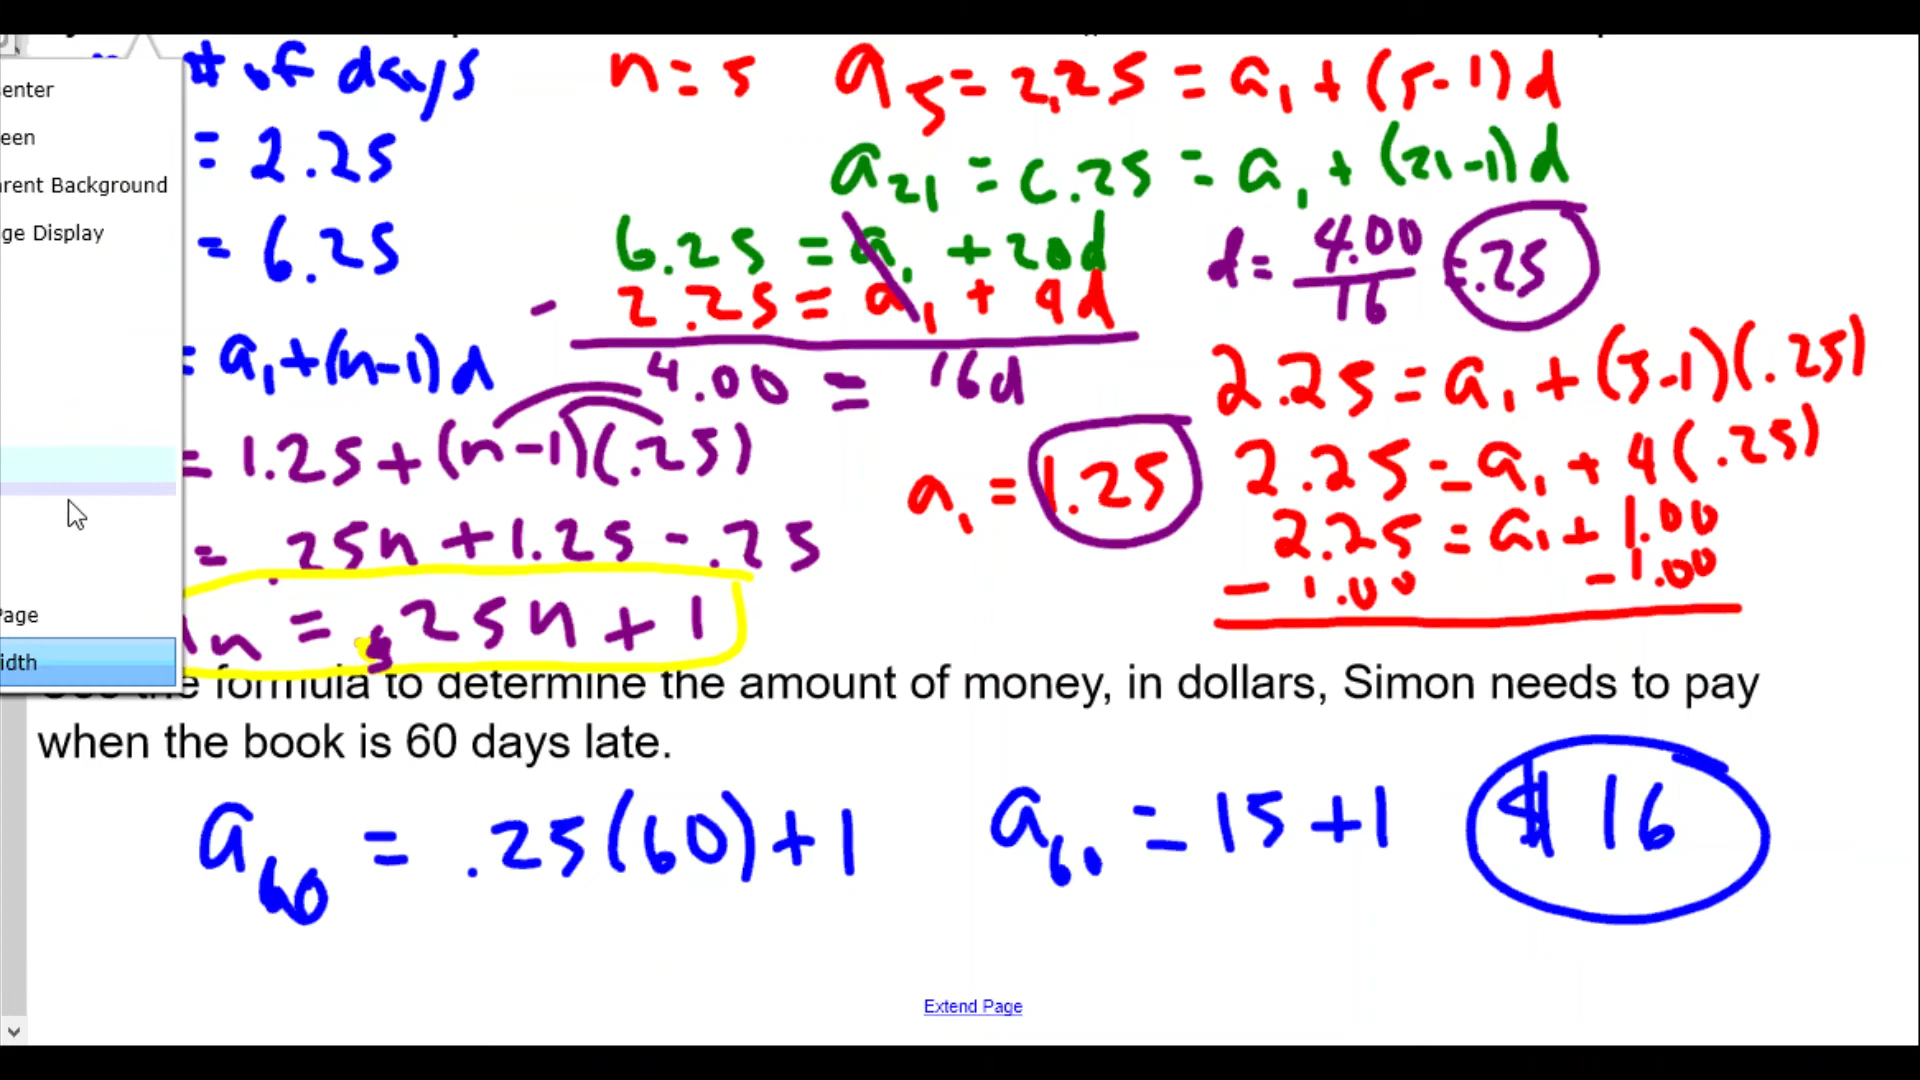 # of days
n = 5 a5 = 2.25 = a1 + (5-1)d
= 2.25
a21 = 6.25 = a1 + (21-1)d
= 6.25
6.25 = a1 + 20d
- 2.25 = a1 + 4d
4.00 = 16d
d = 4.00/16 = .25
= a1 + (n-1)d
2.25 = a1 + (5-1)(.25)
= 1.25 + (n-1)(.25)
a1 = 1.25
2.25 = a1 + 4(.25)
2.25 = a1 + 1.00
- 1.00 - 1.00
= .25n + 1.25 - .25
an = .25n + 1
enter
een
arent Background
ge Display
Page
idth
the formula to determine the amount of money, in dollars, Simon needs to pay
when the book is 60 days late.
a60 = .25(60) + 1 a60 = 15 + 1 $ 16
Extend Page